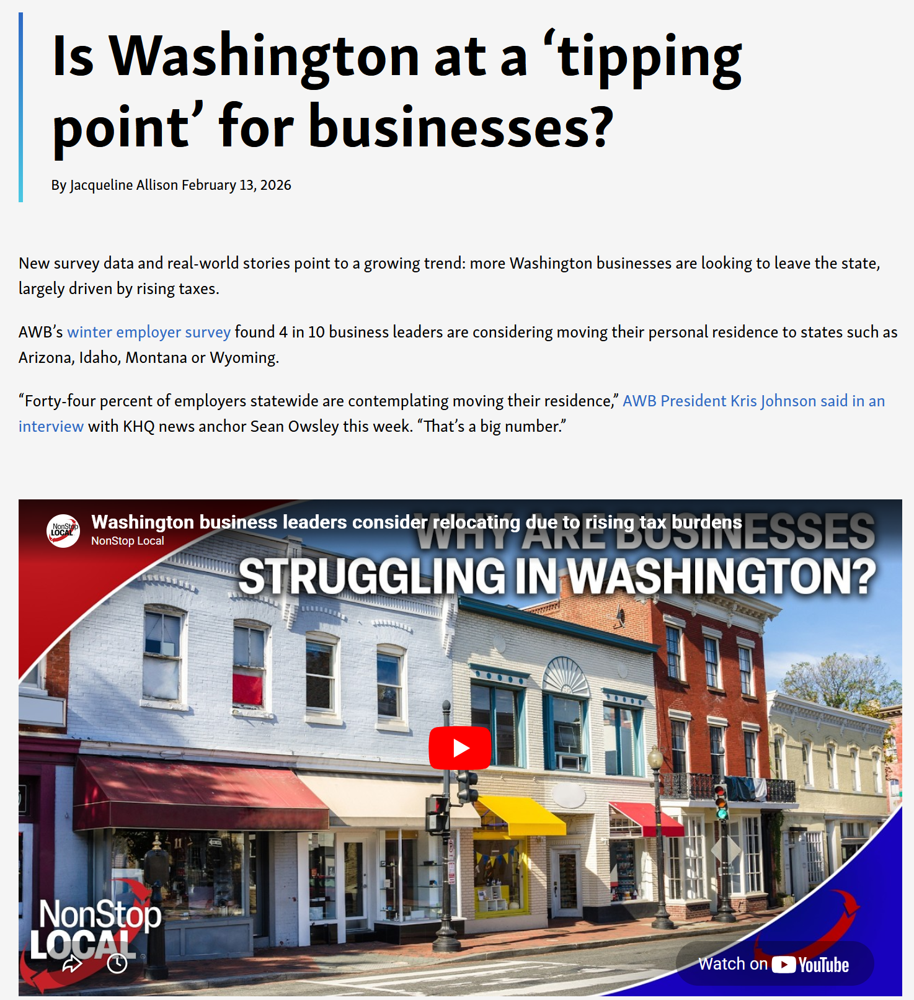 Is Washington at a ‘tipping
point’ for businesses?
By Jacqueline Allison February 13, 2026
New survey data and real-world stories point to a growing trend: more Washington businesses are looking to leave the state,
largely driven by rising taxes.
AWB’s winter employer survey found 4 in 10 business leaders are considering moving their personal residence to states such as
Arizona, Idaho, Montana or Wyoming.
“Forty-four percent of employers statewide are contemplating moving their residence,” AWB President Kris Johnson said in an
interview with KHQ news anchor Sean Owsley this week. “That’s a big number.”
NonStop
LOCAL
Washington business leaders consider relocating due to rising tax burdens
NonStop Local
WHY ARE BUSINESSES
STRUGGLING IN WASHINGTON?
11
NonStop
LOCAL
Watch on YouTube